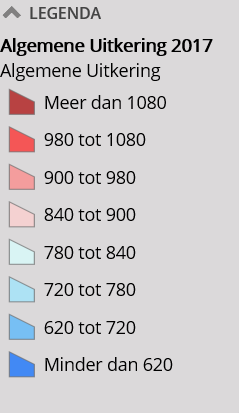 LEGENDA
Algemene Uitkering 2017
Algemene Uitkering
Meer dan 1080
980 tot 1080
900 tot 980
840 tot 900
780 tot 840
720 tot 780
620 tot 720
Minder dan 620